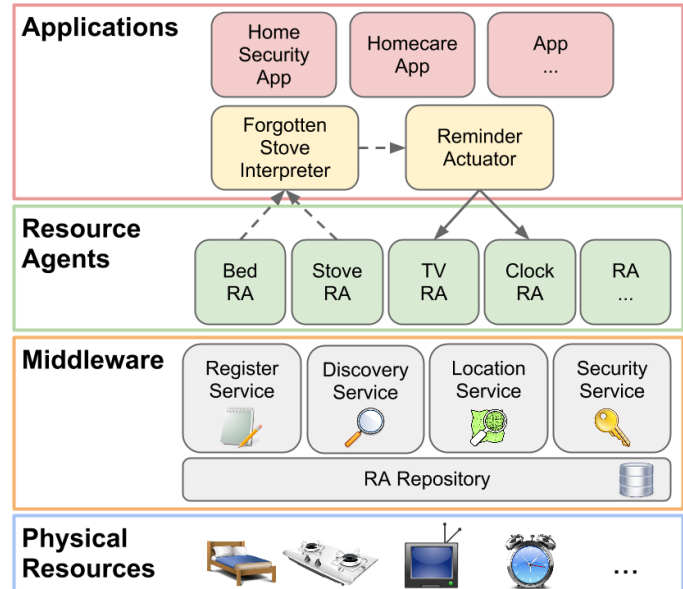 Applications
Home
Security
App
Homecare
App
App
...
Forgotten
Stove
Interpreter
Reminder
Actuator
Resource
Agents
Bed
RA
Stove
RA
TV
RA
Clock
RA
RA
...
Middleware
Register
Service
Discovery
Service
Location
Service
Security
Service
RA Repository
Physical
Resources
...